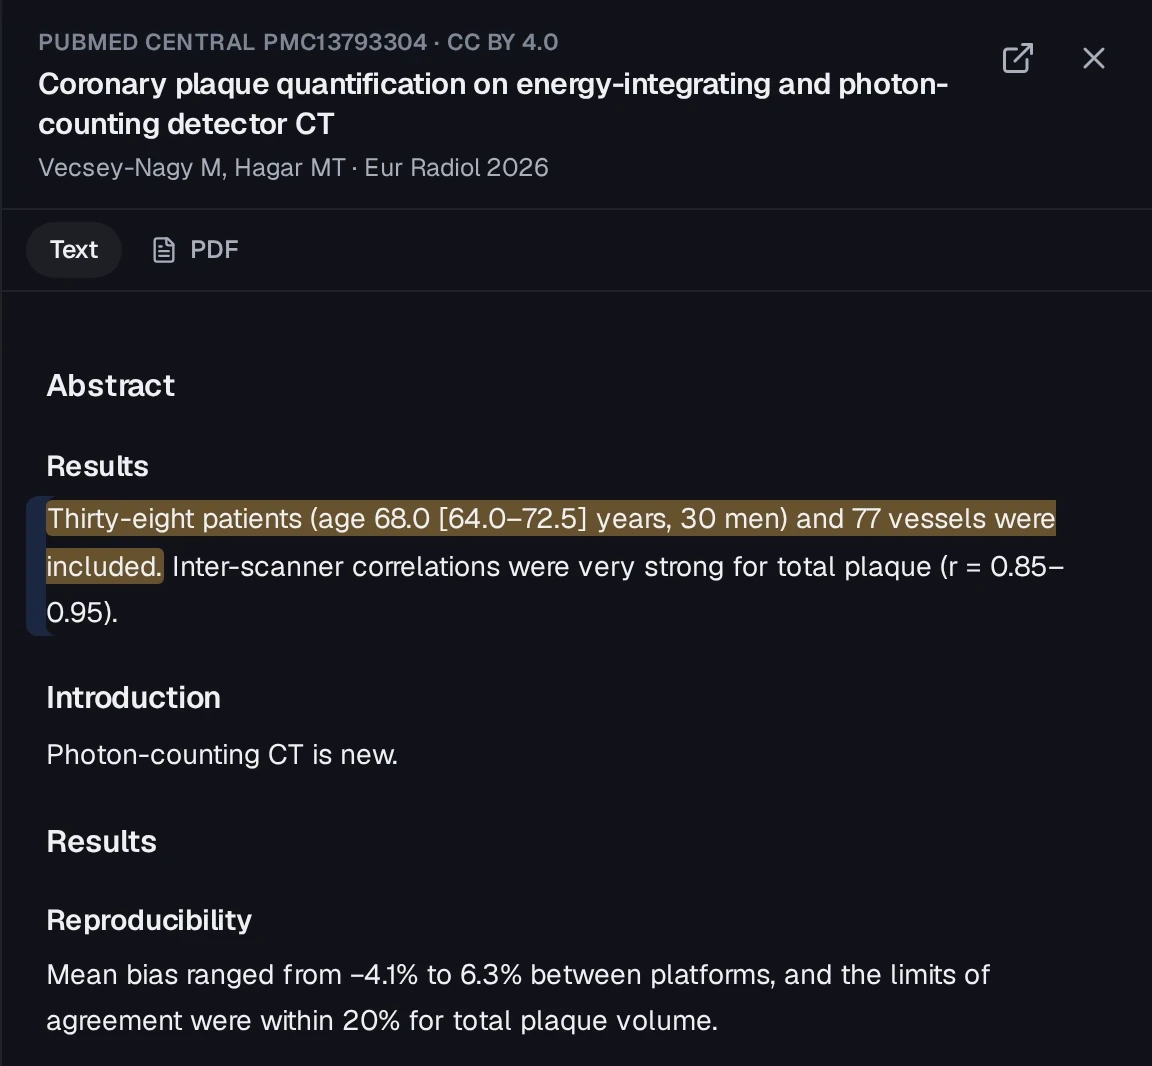 PUBMED CENTRAL PMC13793304 · CC BY 4.0
Coronary plaque quantification on energy-integrating and photon-
counting detector CT
Vecsey-Nagy M, Hagar MT · Eur Radiol 2026
Text
PDF
Abstract
Results
Thirty-eight patients (age 68.0 [64.0–72.5] years, 30 men) and 77 vessels were
included. Inter-scanner correlations were very strong for total plaque (r = 0.85–
0.95).
Introduction
Photon-counting CT is new.
Results
Reproducibility
Mean bias ranged from −4.1% to 6.3% between platforms, and the limits of
agreement were within 20% for total plaque volume.